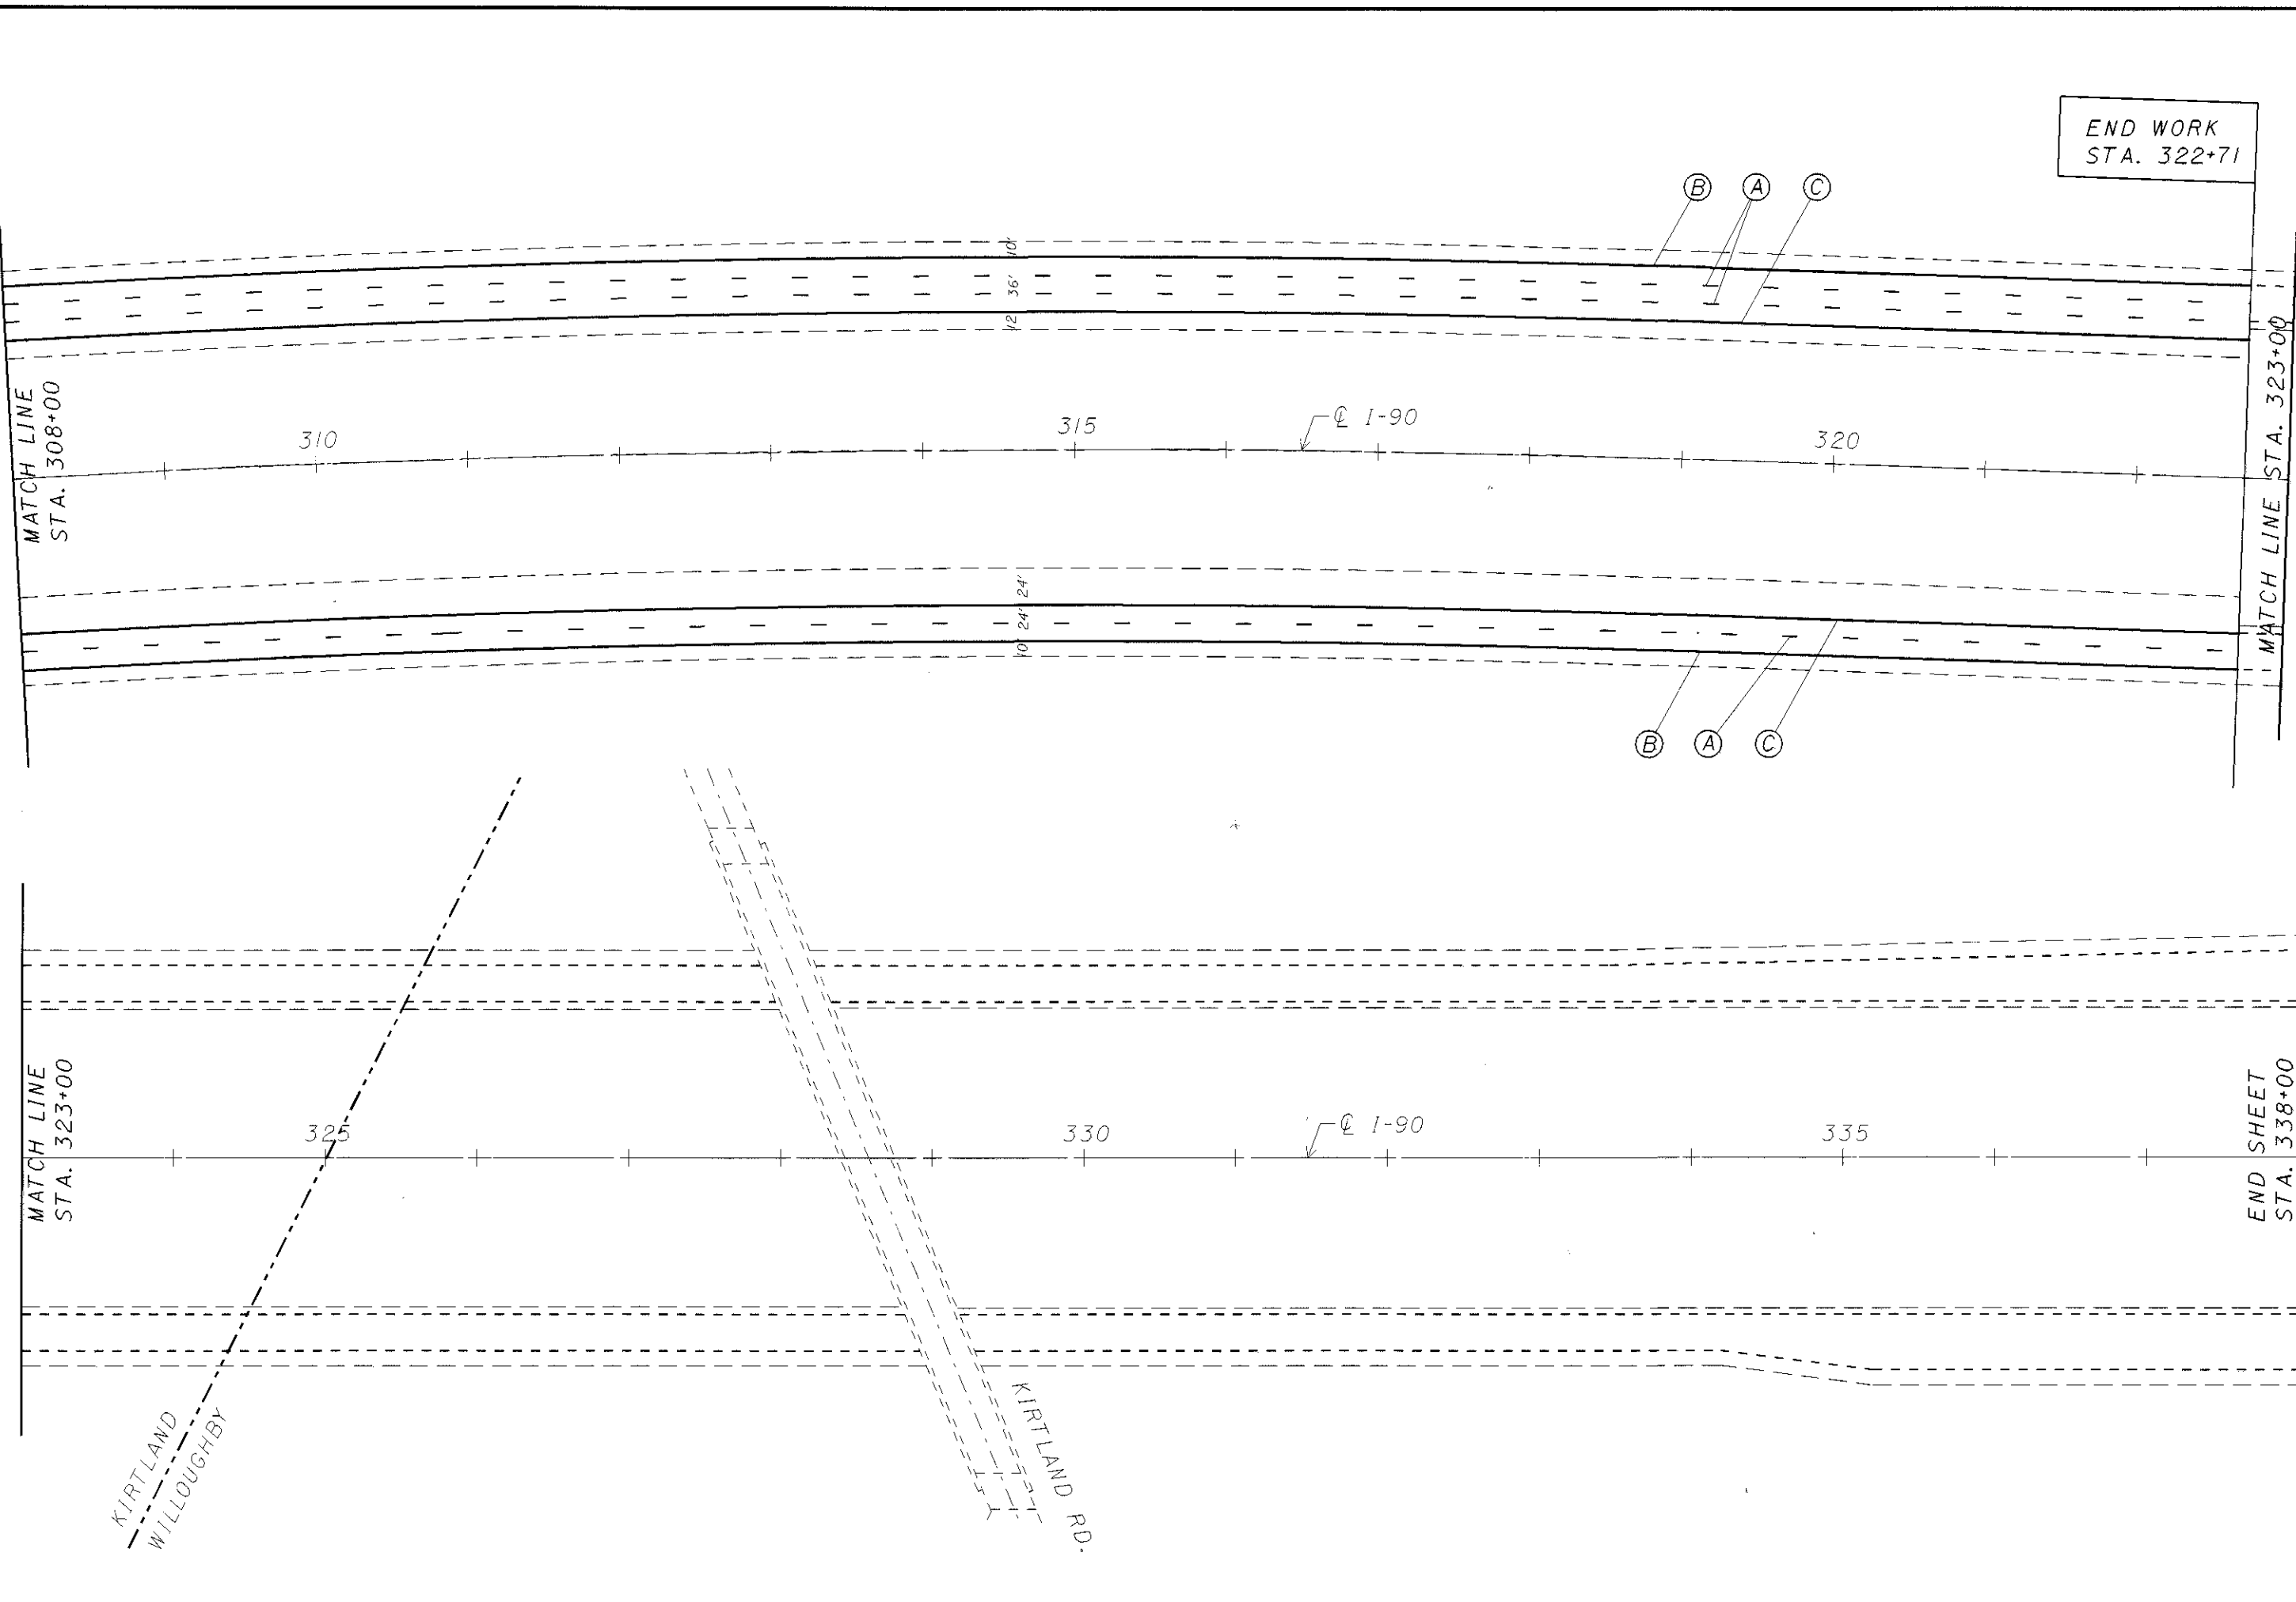 END WORK
STA. 322+71
B
A
C
10'
36'
12'
MATCH LINE
STA. 308+00
310
315
℄ I-90
320
MATCH LINE STA. 323+00
24'
24'
10'
B
A
C
MATCH LINE
STA. 323+00
325
330
℄ I-90
335
END SHEET
STA. 338+00
KIRTLAND
WILLOUGHBY
KIRTLAND RD.